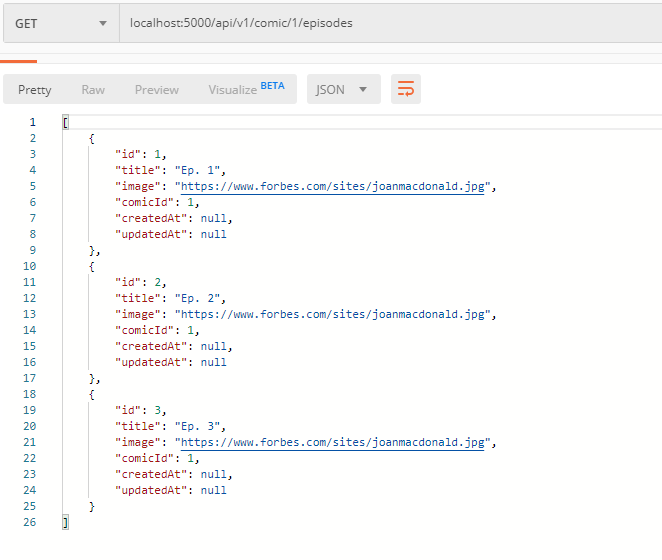 GET localhost:5000/api/v1/comic/1/episodes
Pretty Raw Preview Visualize BETA JSON
1 [
2 {
3 "id": 1,
4 "title": "Ep. 1",
5 "image": "https://www.forbes.com/sites/joanmacdonald.jpg",
6 "comicId": 1,
7 "createdAt": null,
8 "updatedAt": null
9 },
10 {
11 "id": 2,
12 "title": "Ep. 2",
13 "image": "https://www.forbes.com/sites/joanmacdonald.jpg",
14 "comicId": 1,
15 "createdAt": null,
16 "updatedAt": null
17 },
18 {
19 "id": 3,
20 "title": "Ep. 3",
21 "image": "https://www.forbes.com/sites/joanmacdonald.jpg",
22 "comicId": 1,
23 "createdAt": null,
24 "updatedAt": null
25 }
26 ]